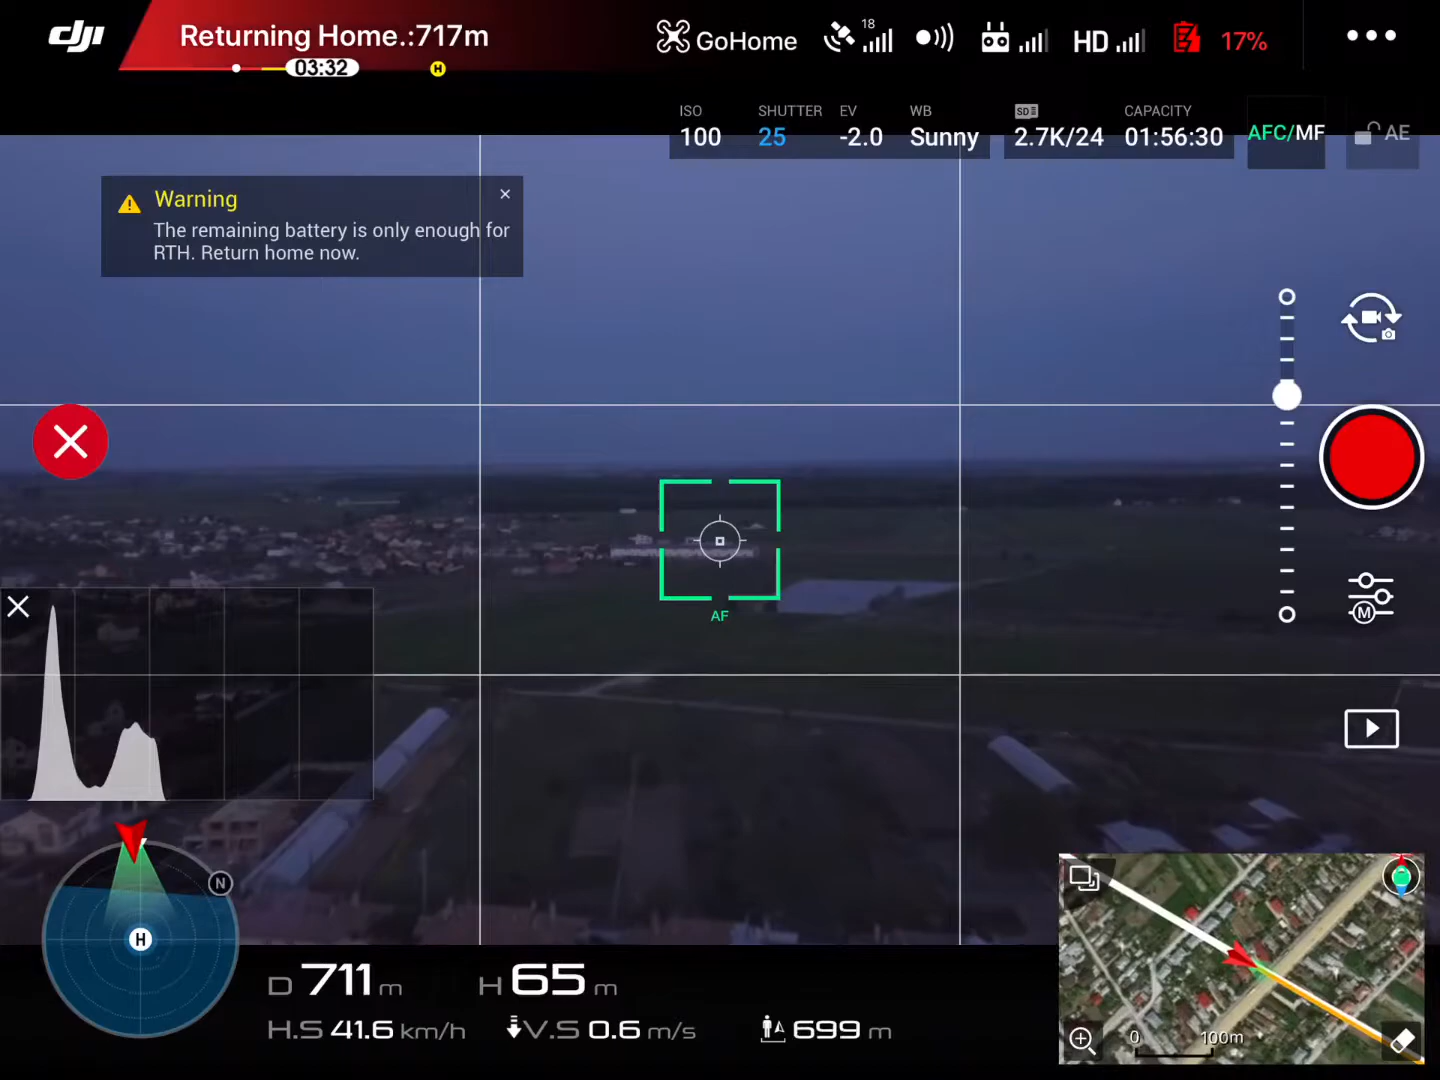 dji
Returning Home.:717m
03:32
H
GoHome
18
HD
17%
ISO
100
SHUTTER
25
EV
-2.0
WB
Sunny
SD
2.7K/24
CAPACITY
01:56:30
AFC/MF
AE
Warning
The remaining battery is only enough for
RTH. Return home now.
AF
M
N
H
D 711 m
H 65 m
H.S 41.6 km/h
V.S 0.6 m/s
699 m
0 100m